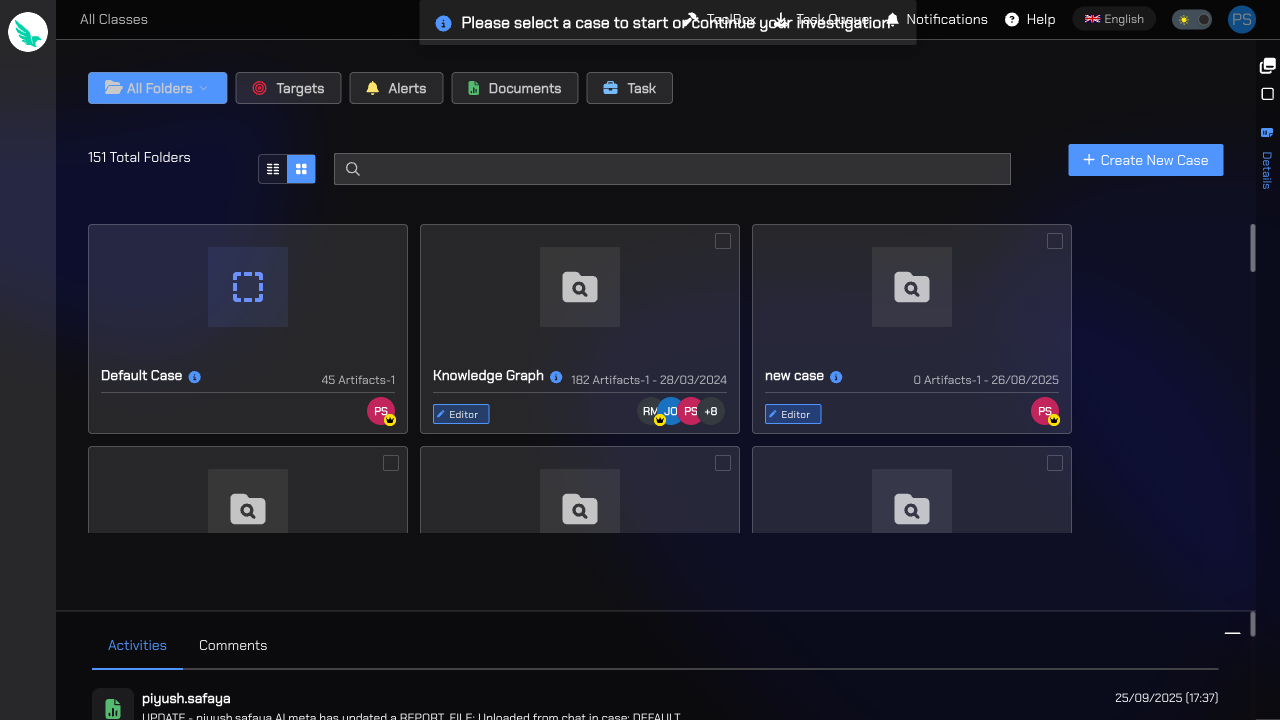 All Classes
Please select a case to start or continue your investigation!
ToolBox
Task Queue
Notifications
Help
English
PS
All Folders
Targets
Alerts
Documents
Task
151 Total Folders
Create New Case
Details
Default Case
45 Artifacts-1
PS
Knowledge Graph
182 Artifacts-1 - 28/03/2024
Editor
RM
JO
PS
+8
new case
0 Artifacts-1 - 26/08/2025
Editor
PS
Activities
Comments
piyush.safaya
25/09/2025 [17:37]
UPDATE - piyush.safaya AI meta has updated a REPORT_FILE: Uploaded from chat in case: DEFAULT